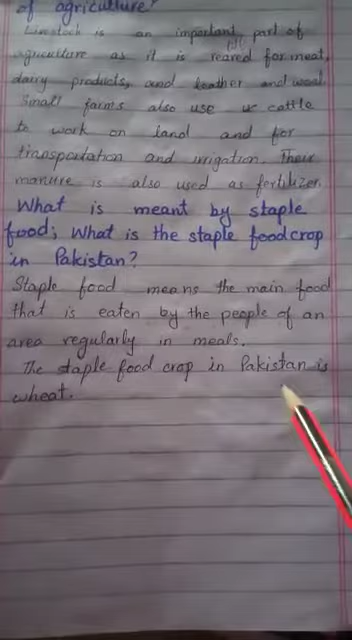 of agriculture?
Livestock is an important part of
agriculture as it is reared for meat,
dairy products, and leather and wool.
Small farms also use cattle
to work on land and for
transportation and irrigation. Their
manure is also used as fertilizer.
What is meant by staple
food; What is the staple food crop
in Pakistan?
Staple food means the main food
that is eaten by the people of an
area regularly in meals.
The staple food crop in Pakistan is
wheat.